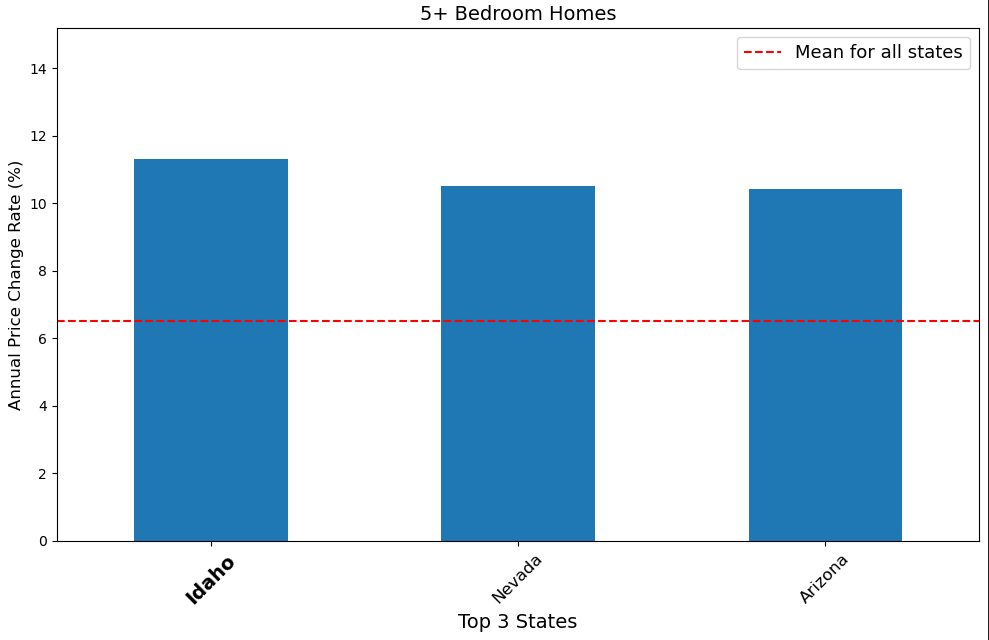 5+ Bedroom Homes
Mean for all states
Annual Price Change Rate (%)
14
12
10
8
6
4
2
0
Idaho
Nevada
Arizona
Top 3 States